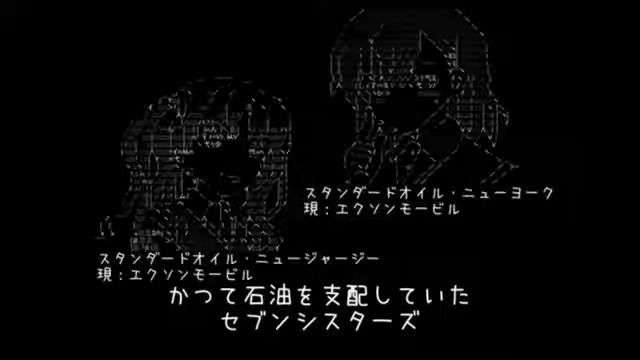 スタンダードオイル・ニューヨーク
現：エクソンモービル
スタンダードオイル・ニュージャージー
現：エクソンモービル
かつて石油を支配していた
セブンシスターズ